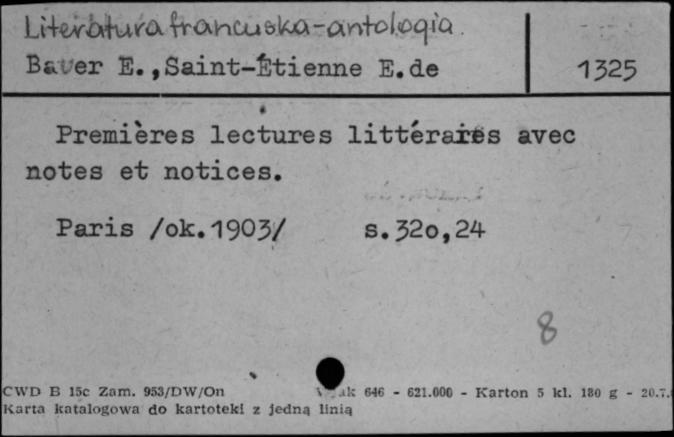 Literatura francuska-antologia.
Bauer E., Saint-Étienne E.de
1325
Premières lectures littéraires avec
notes et notices.
Paris /ok.1903/ s.320,24
8
CWD B 15c Zam. 953/DW/On 646 - 621.000 - Karton 5 kl. 180 g - 20.7.
Karta katalogowa do kartoteki z jedną linią